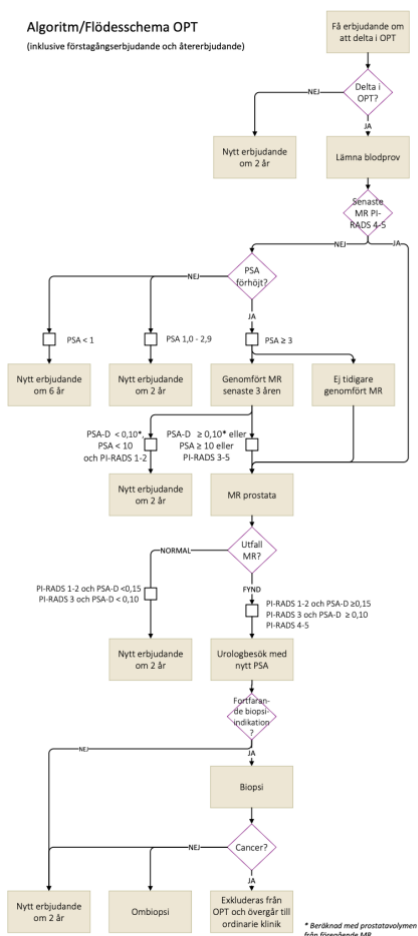 Algoritm/Flödesschema OPT
(inklusive förstagångserbjudande och återerbjudande)
Få erbjudande om
att delta i OPT
Delta i
OPT?
NEJ
JA
Nytt erbjudande
om 2 år
Lämna blodprov
Senaste
MR PI-
RADS 4-5
NEJ
JA
PSA
förhöjt?
NEJ
JA
PSA < 1
PSA 1,0 - 2,9
PSA ≥ 3
Nytt erbjudande
om 6 år
Nytt erbjudande
om 2 år
Genomfört MR
senaste 3 åren
Ej tidigare
genomfört MR
PSA-D < 0,10*,
PSA < 10
och PI-RADS 1-2
PSA-D ≥ 0,10* eller
PSA ≥ 10 eller
PI-RADS 3-5
Nytt erbjudande
om 2 år
MR prostata
Utfall
MR?
NORMAL
FYND
PI-RADS 1-2 och PSA-D <0,15
PI-RADS 3 och PSA-D < 0,10
PI-RADS 1-2 och PSA-D ≥0,15
PI-RADS 3 och PSA-D ≥ 0,10
PI-RADS 4-5
Nytt erbjudande
om 2 år
Urologbesök med
nytt PSA
Fortfaran-
de biopsi-
indikation
?
NEJ
JA
Biopsi
Cancer?
NEJ
JA
Nytt erbjudande
om 2 år
Ombiopsi
Exkluderas från
OPT och övergår till
ordinarie klinik
* Beräknad med prostatavolymen
från föregående MR